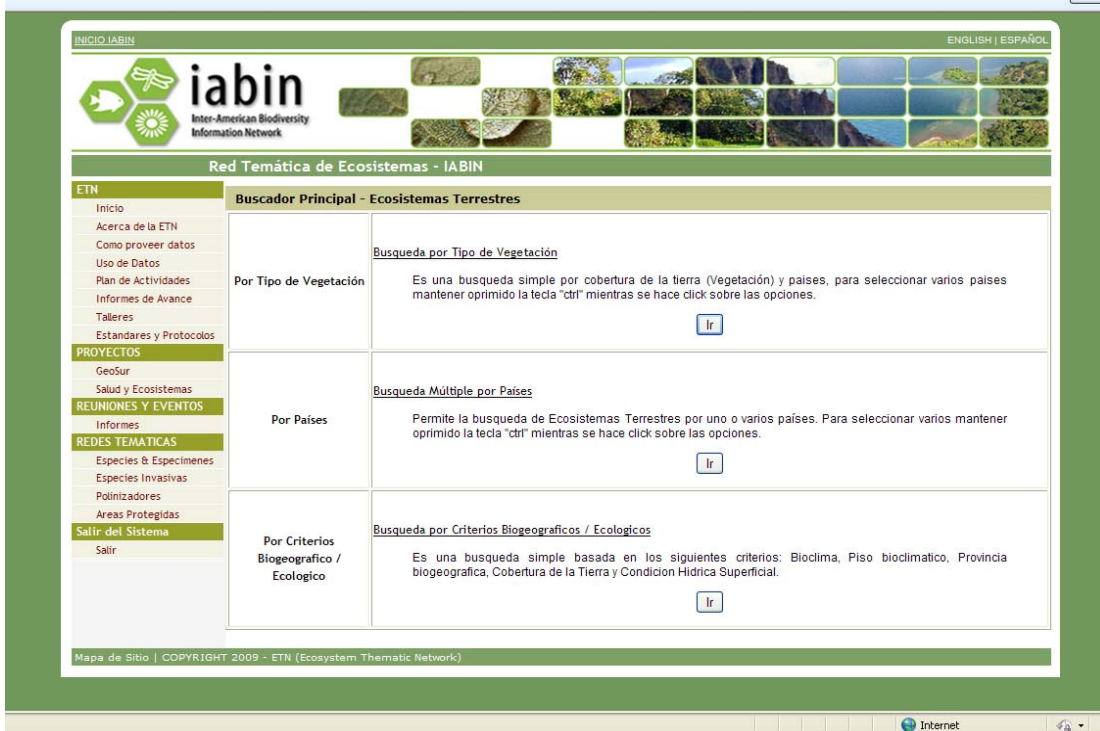 INICIO IABIN
ENGLISH | ESPAÑOL
iabin
Inter-American Biodiversity
Information Network
Red Temática de Ecosistemas - IABIN
ETN
Inicio
Acerca de la ETN
Como proveer datos
Uso de Datos
Plan de Actividades
Informes de Avance
Talleres
Estandares y Protocolos
PROYECTOS
GeoSur
Salud y Ecosistemas
REUNIONES Y EVENTOS
Informes
REDES TEMATICAS
Especies & Especimenes
Especies Invasivas
Polinizadores
Areas Protegidas
Salir del Sistema
Salir
Buscador Principal - Ecosistemas Terrestres
Por Tipo de Vegetación
Busqueda por Tipo de Vegetación
Es una busqueda simple por cobertura de la tierra (Vegetación) y paises, para seleccionar varios paises
mantener oprimido la tecla "ctrl" mientras se hace click sobre las opciones.
Ir
Por Paises
Busqueda Múltiple por Países
Permite la busqueda de Ecosistemas Terrestres por uno o varios países. Para seleccionar varios mantener
oprimido la tecla "ctrl" mientras se hace click sobre las opciones.
Ir
Por Criterios
Biogeografico /
Ecologico
Busqueda por Criterios Biogeograficos / Ecologicos
Es una busqueda simple basada en los siguientes criterios: Bioclima, Piso bioclimatico, Provincia
biogeografica, Cobertura de la Tierra y Condicion Hidrica Superficial.
Ir
Mapa de Sitio | COPYRIGHT 2009 - ETN (Ecosystem Thematic Network)
Internet